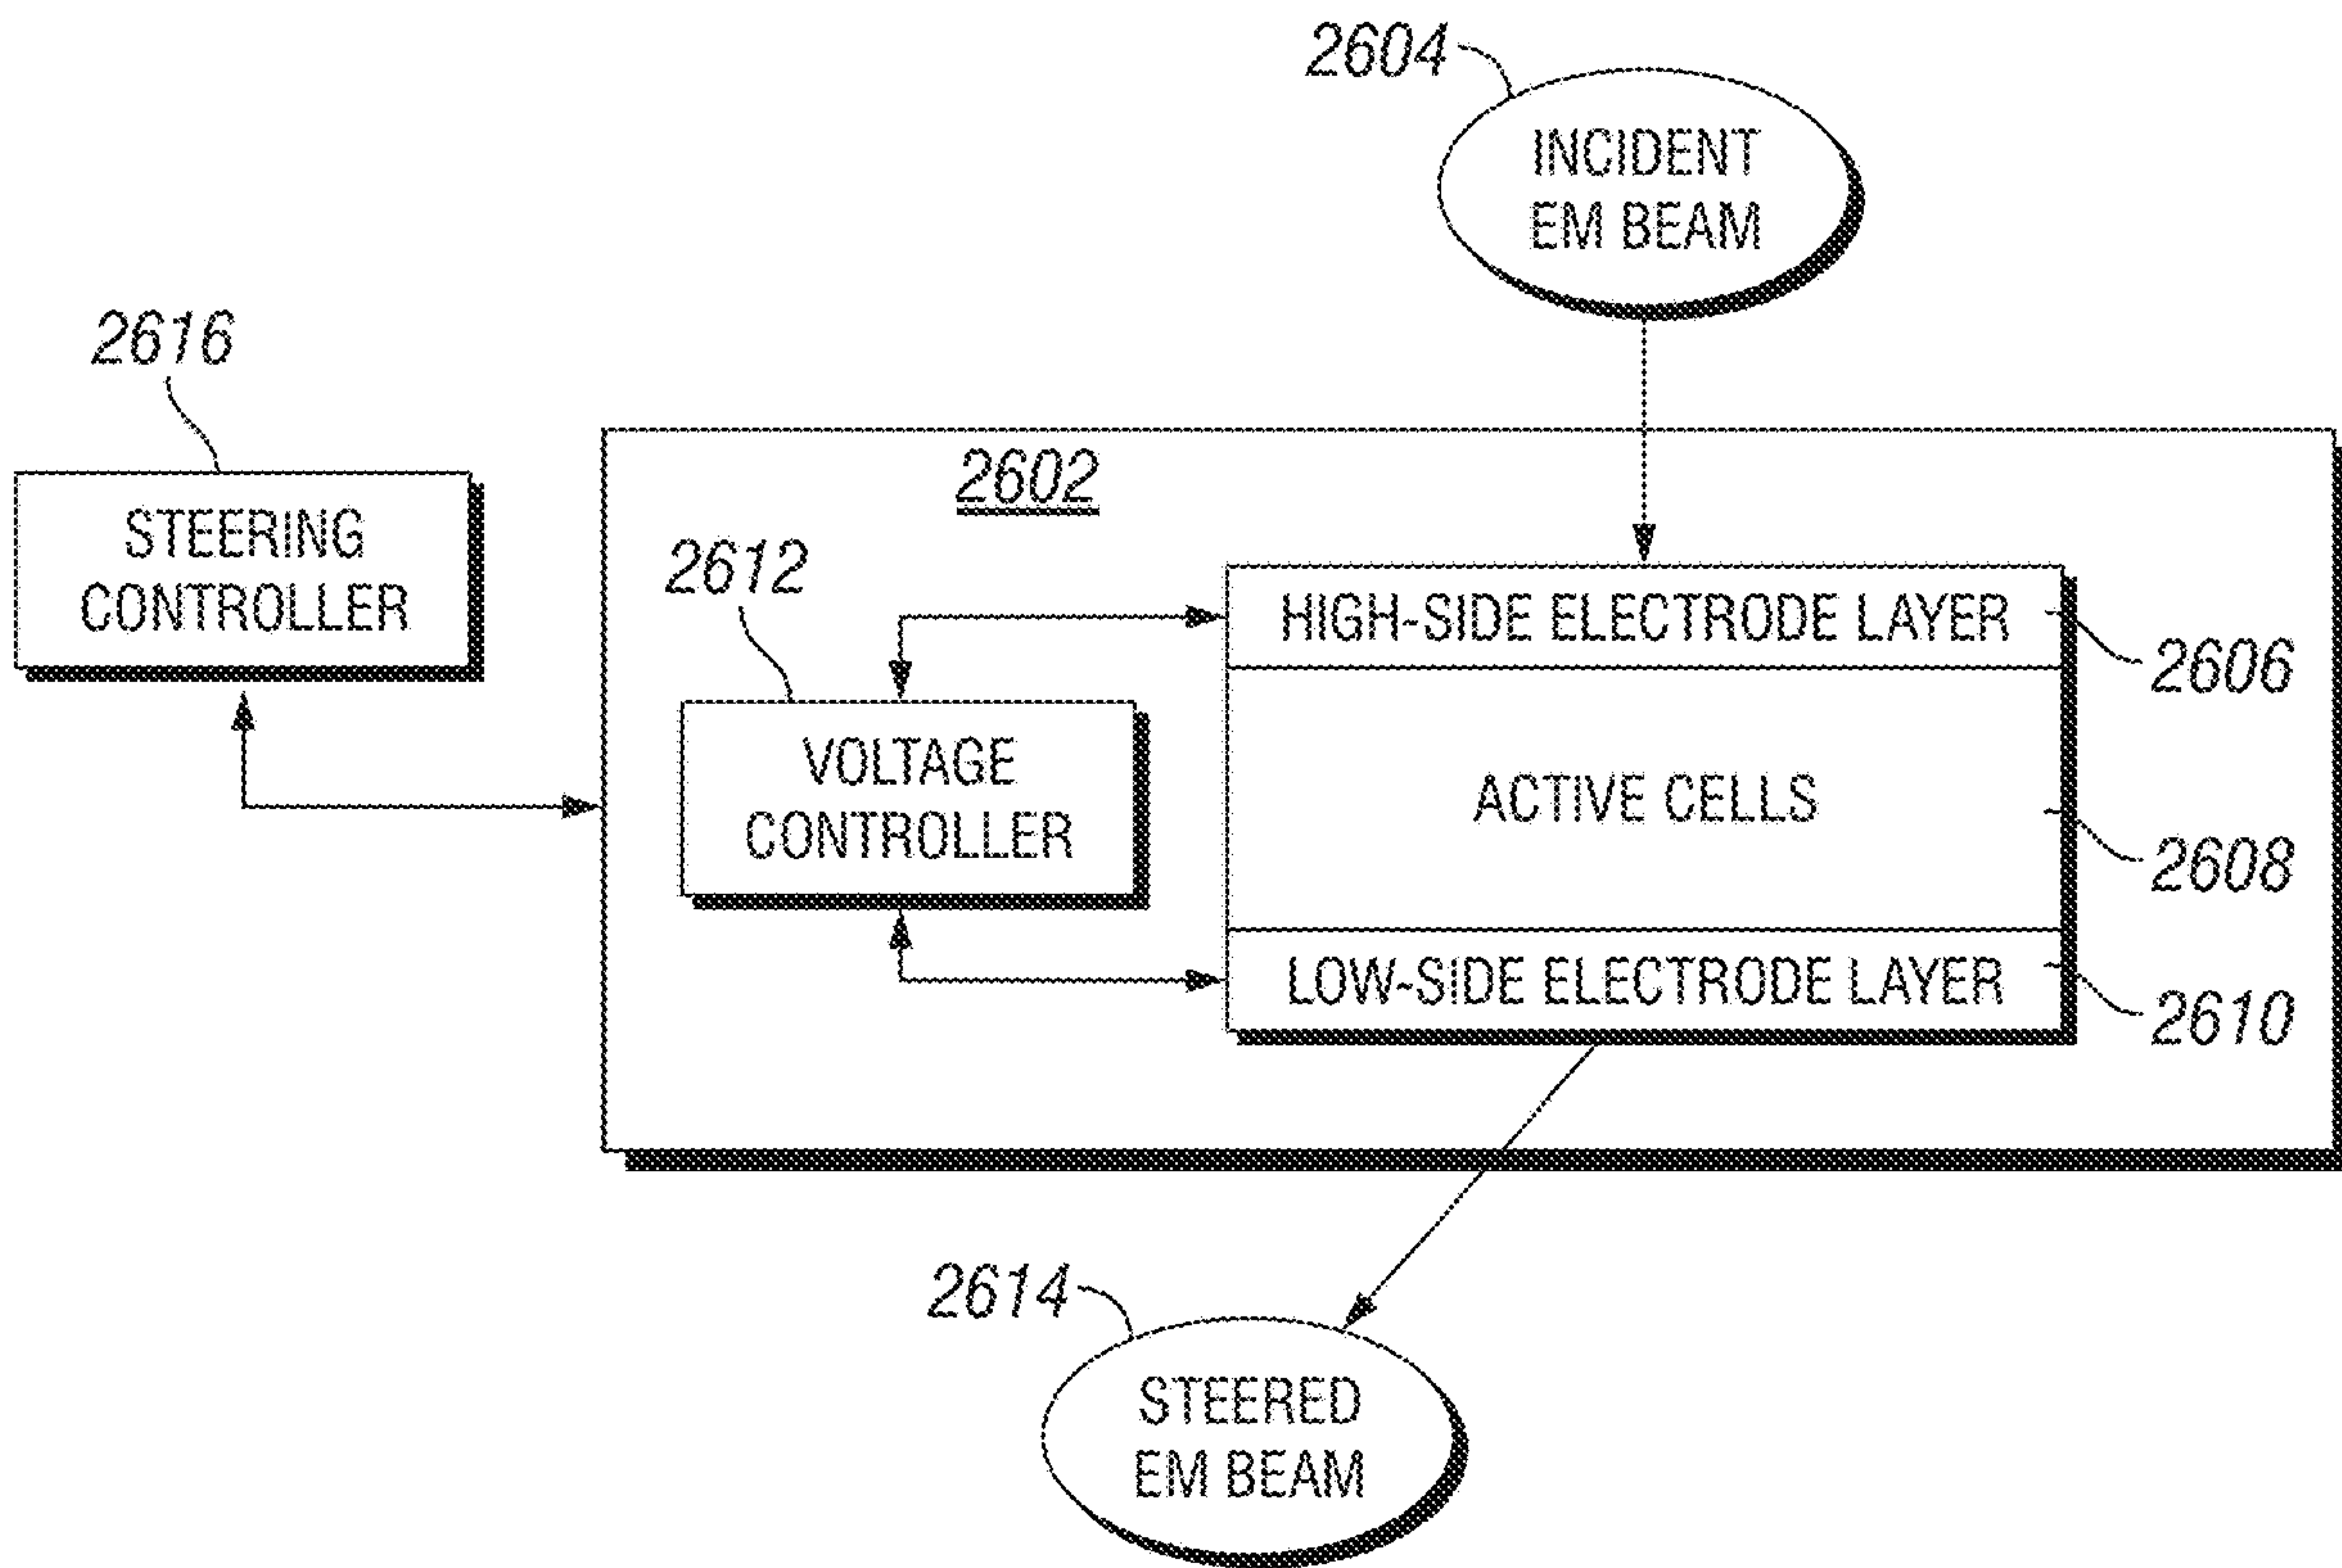 2604
INCIDENT
EM BEAM
2616
STEERING
CONTROLLER
2602
2612
HIGH-SIDE ELECTRODE LAYER
2606
VOLTAGE
CONTROLLER
ACTIVE CELLS
2608
LOW-SIDE ELECTRODE LAYER
2610
2614
STEERED
EM BEAM